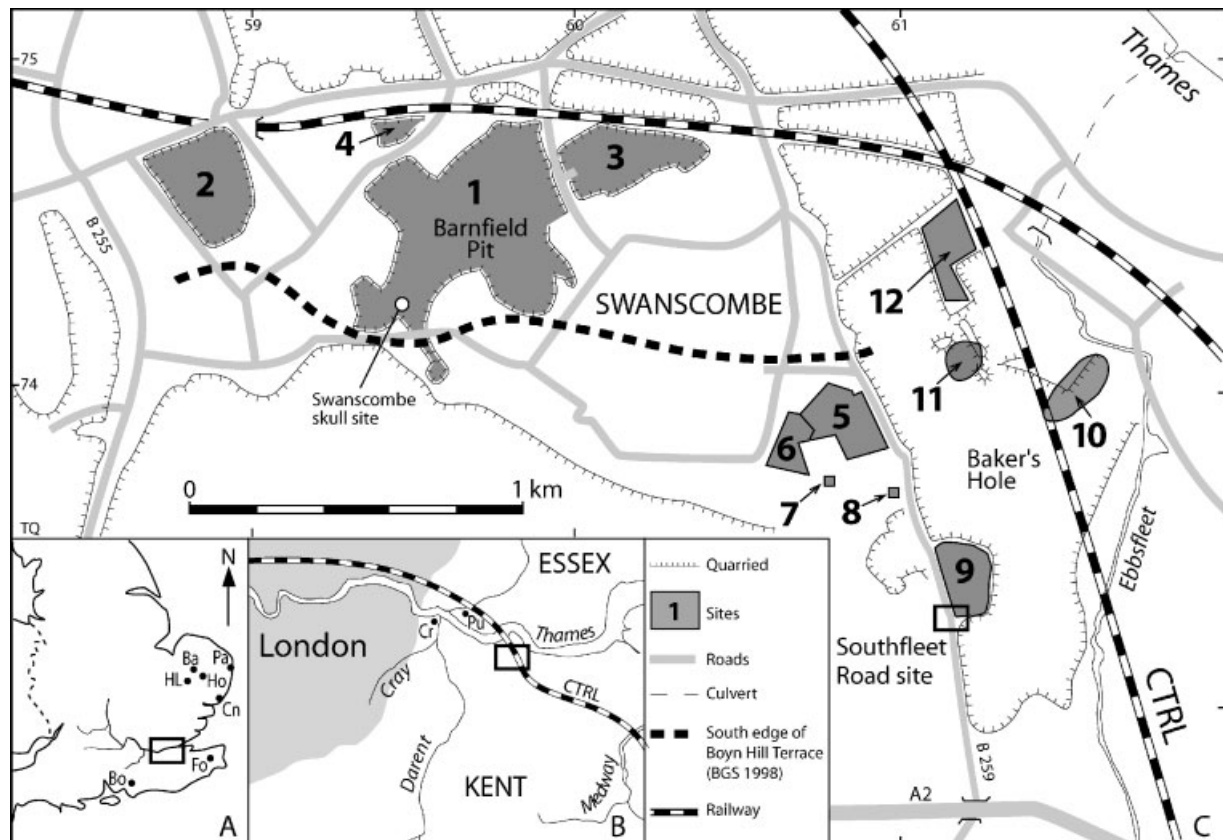 59
60
61
75
Thames
4
3
2
1
Barnfield
Pit
B 255
12
SWANSCOMBE
11
74
Swanscombe
skull site
10
5
6
Baker's
Hole
0
1 km
7
8
TQ
Ebbsfleet
9
Southfleet
Road site
CTRL
B 259
A2
C
N
Ba
Pa
HL
Ho
Cn
Fo
Bo
A
ESSEX
London
Cr
Pu
Thames
Cray
CTRL
Darent
KENT
Medway
B
Quarried
1
Sites
Roads
Culvert
South edge of
Boyn Hill Terrace
(BGS 1998)
Railway